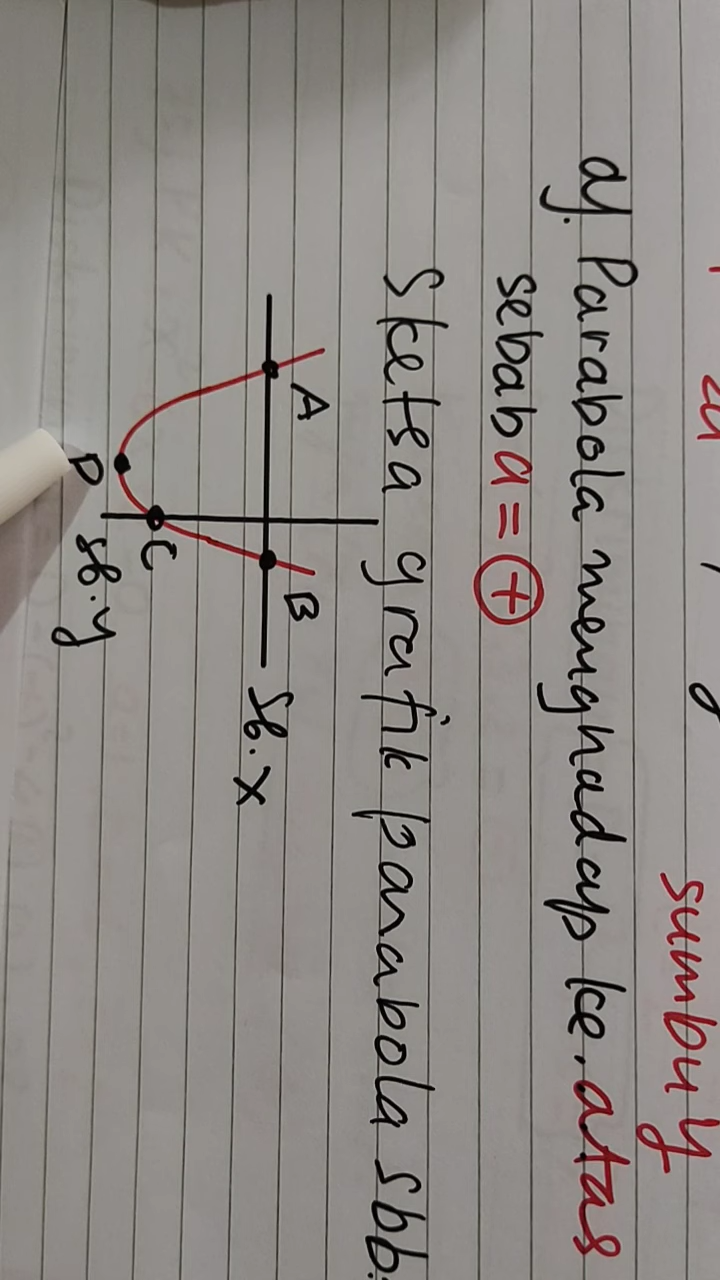 sumbu y
d). Parabola menghadap ke atas
sebab a = +
Sketsa grafik parabola sbb:
A
B
Sb. x
C
D
Sb. y